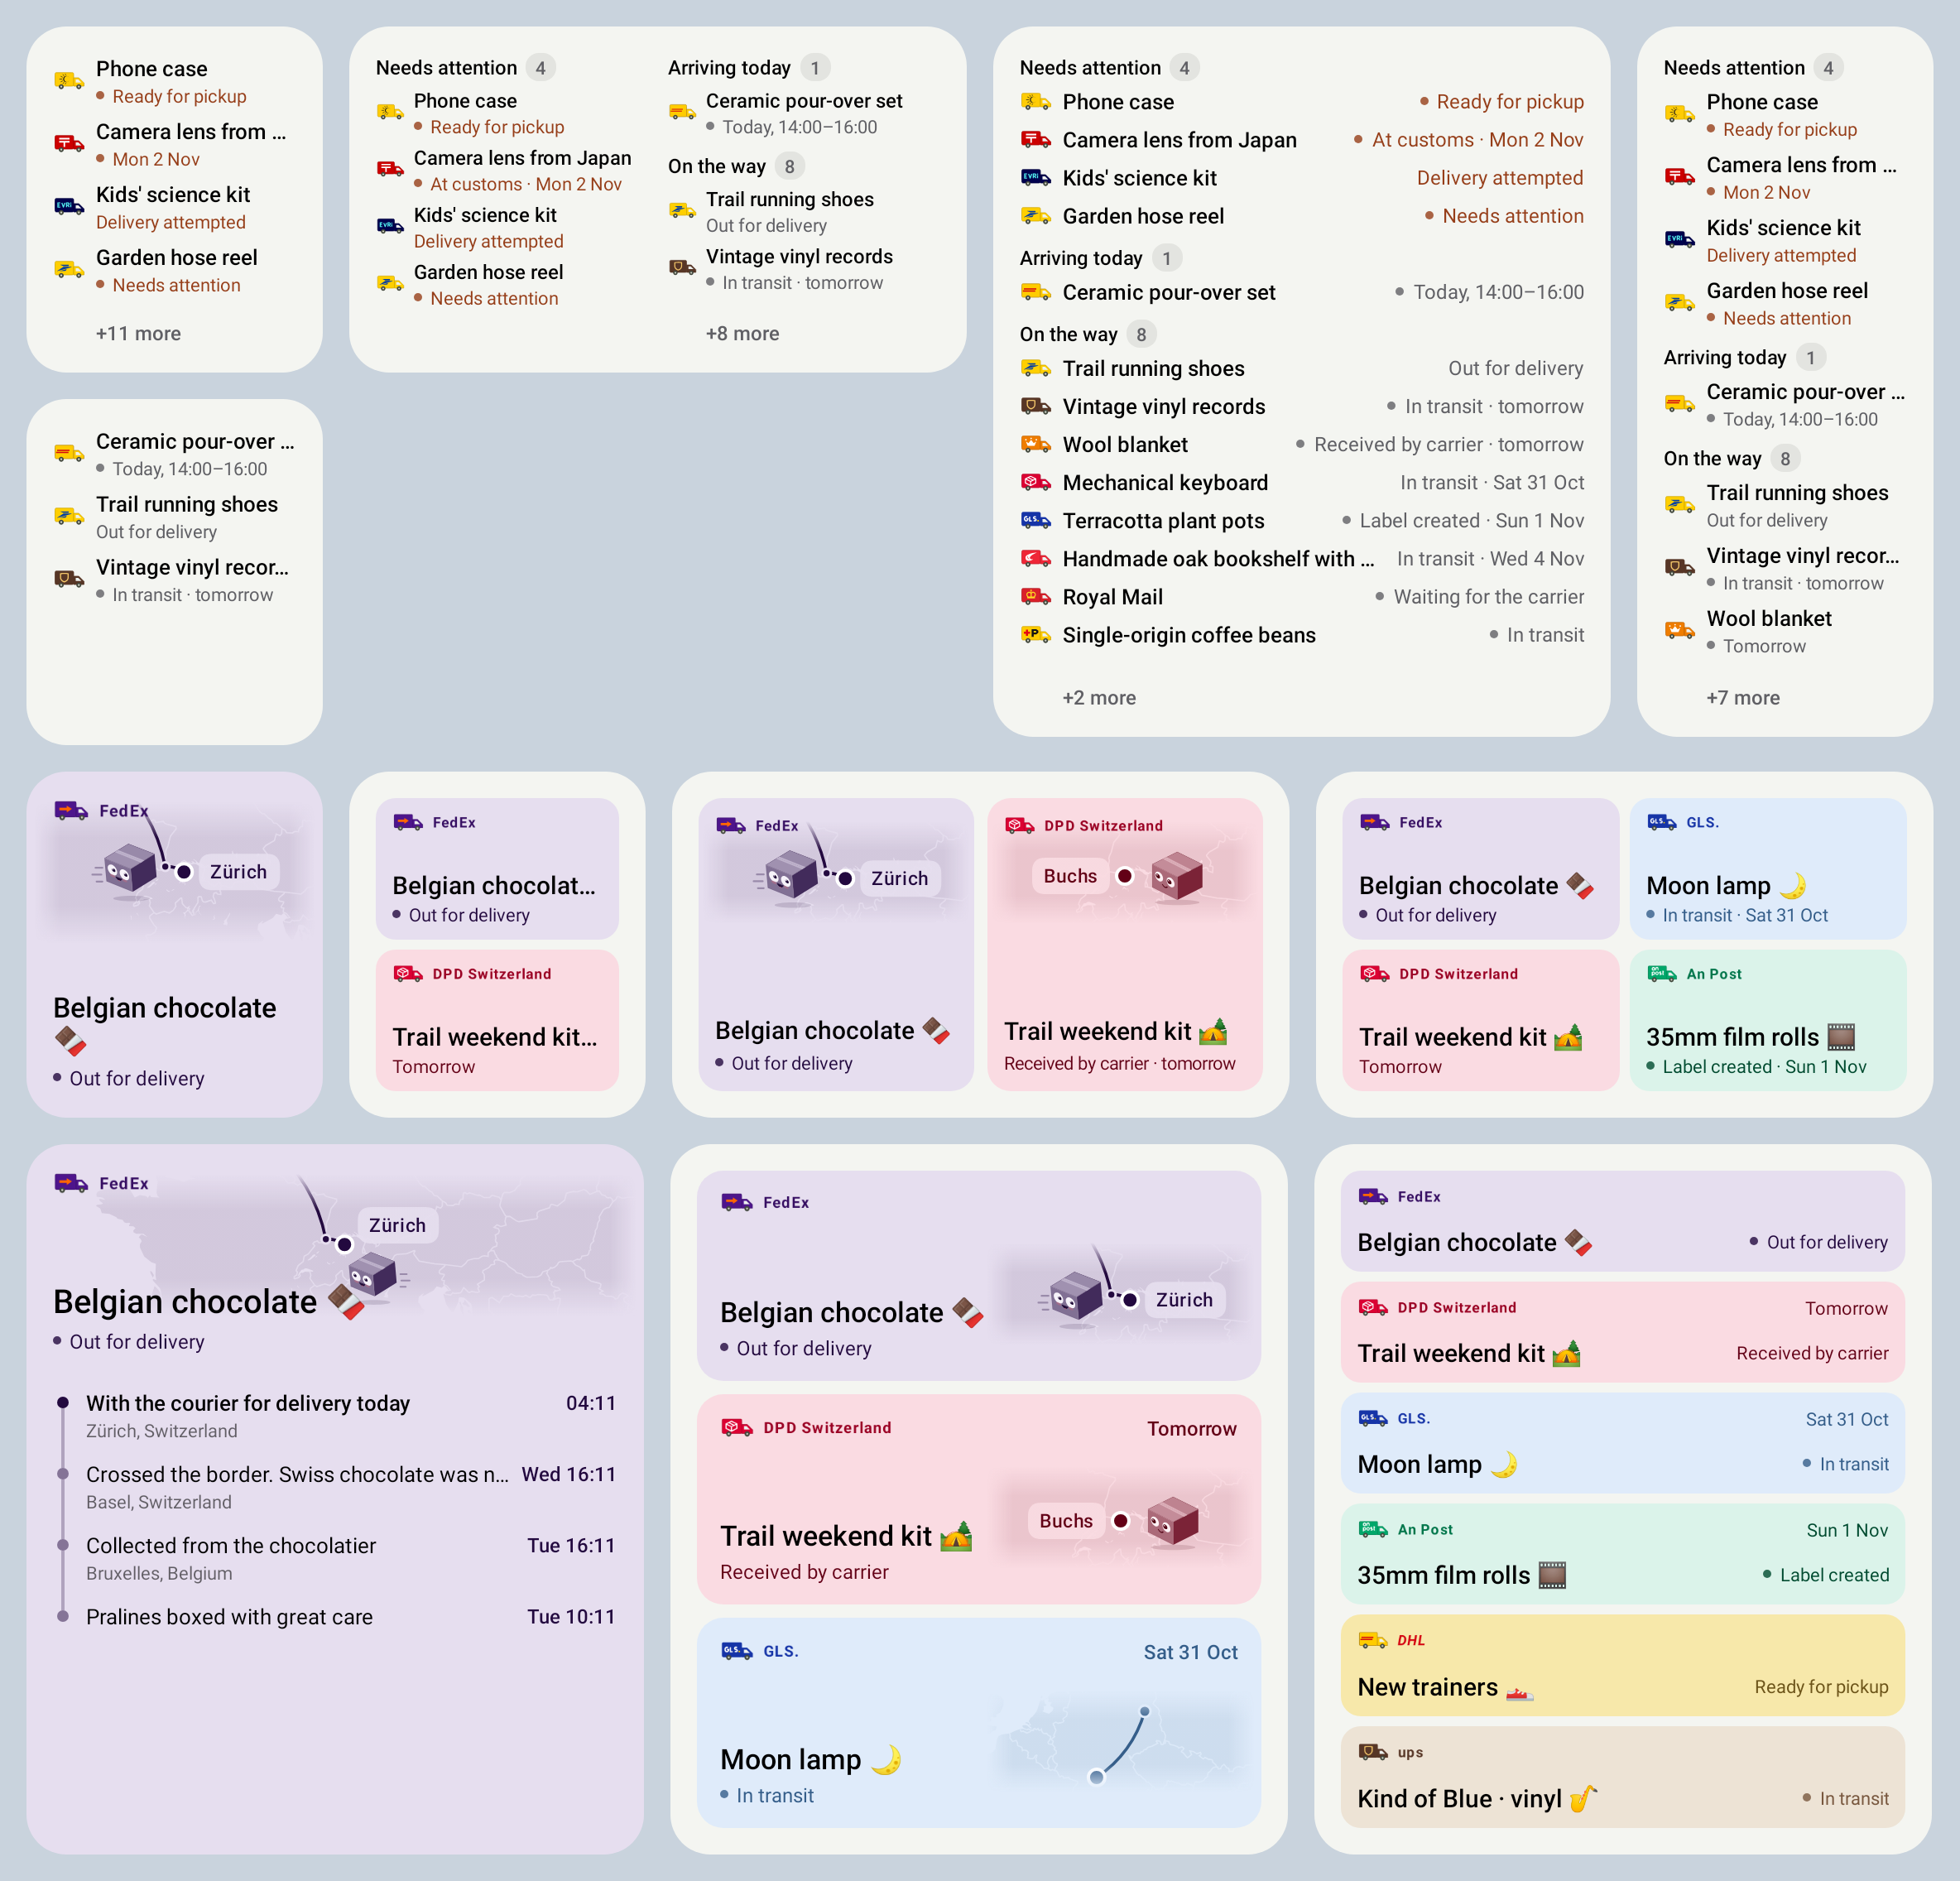 Phone case
Ready for pickup
Camera lens from ...
Mon 2 Nov
EVRi
Kids' science kit
Delivery attempted
Garden hose reel
Needs attention
+11 more
Needs attention 4
Phone case
Ready for pickup
Camera lens from Japan
At customs · Mon 2 Nov
EVRi
Kids' science kit
Delivery attempted
Garden hose reel
Needs attention
Arriving today 1
Ceramic pour-over set
Today, 14:00–16:00
On the way 8
Trail running shoes
Out for delivery
Vintage vinyl records
In transit · tomorrow
+8 more
Needs attention 4
Phone case Ready for pickup
Camera lens from Japan At customs · Mon 2 Nov
EVRi Kids' science kit Delivery attempted
Garden hose reel Needs attention
Arriving today 1
Ceramic pour-over set Today, 14:00–16:00
On the way 8
Trail running shoes Out for delivery
Vintage vinyl records In transit · tomorrow
Wool blanket Received by carrier · tomorrow
Mechanical keyboard In transit · Sat 31 Oct
GLS. Terracotta plant pots Label created · Sun 1 Nov
Handmade oak bookshelf with ... In transit · Wed 4 Nov
Royal Mail Waiting for the carrier
+P Single-origin coffee beans In transit
+2 more
Needs attention 4
Phone case
Ready for pickup
Camera lens from ...
Mon 2 Nov
EVRi
Kids' science kit
Delivery attempted
Garden hose reel
Needs attention
Arriving today 1
Ceramic pour-over ...
Today, 14:00–16:00
On the way 8
Trail running shoes
Out for delivery
Vintage vinyl recor...
In transit · tomorrow
Wool blanket
Tomorrow
+7 more
Ceramic pour-over ...
Today, 14:00–16:00
Trail running shoes
Out for delivery
Vintage vinyl recor...
In transit · tomorrow
FedEx
Zürich
Belgian chocolate
Out for delivery
FedEx
Belgian chocolat...
Out for delivery
DPD Switzerland
Trail weekend kit...
Tomorrow
FedEx
Zürich
Belgian chocolate
Out for delivery
DPD Switzerland
Buchs
Trail weekend kit
Received by carrier · tomorrow
FedEx
Belgian chocolate
Out for delivery
GLS. GLS.
Moon lamp
In transit · Sat 31 Oct
DPD Switzerland
Trail weekend kit
Tomorrow
an post An Post
35mm film rolls
Label created · Sun 1 Nov
FedEx
Zürich
Belgian chocolate
Out for delivery
With the courier for delivery today 04:11
Zürich, Switzerland
Crossed the border. Swiss chocolate was n... Wed 16:11
Basel, Switzerland
Collected from the chocolatier Tue 16:11
Bruxelles, Belgium
Pralines boxed with great care Tue 10:11
FedEx
Zürich
Belgian chocolate
Out for delivery
DPD Switzerland Tomorrow
Buchs
Trail weekend kit
Received by carrier
GLS. GLS. Sat 31 Oct
Moon lamp
In transit
FedEx
Belgian chocolate Out for delivery
DPD Switzerland Tomorrow
Trail weekend kit Received by carrier
GLS. GLS. Sat 31 Oct
Moon lamp In transit
an post An Post Sun 1 Nov
35mm film rolls Label created
DHL
New trainers Ready for pickup
ups
Kind of Blue · vinyl In transit